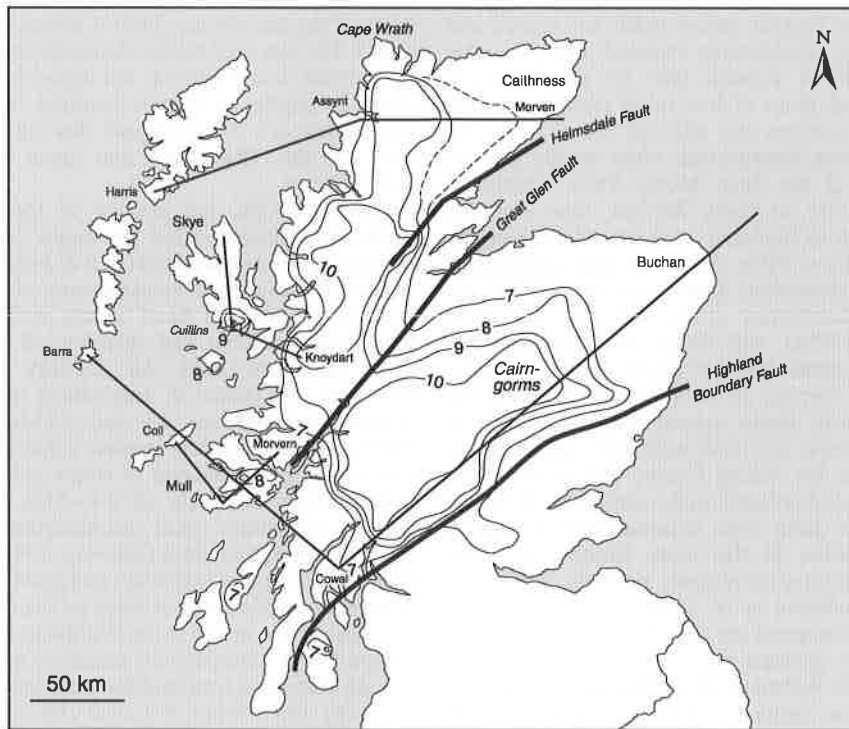 Cape Wrath
N
Caithness
Assynt
Morven
Helmsdale Fault
Harris
Great Glen Fault
Skye
10
Buchan
7
8
Cuillins
9
9
Barra
Knoydart
8
10
Cairn-
gorms
Highland
Boundary Fault
Coll
7
Morvern
Mull
8
7
Cowal
7
7
50 km